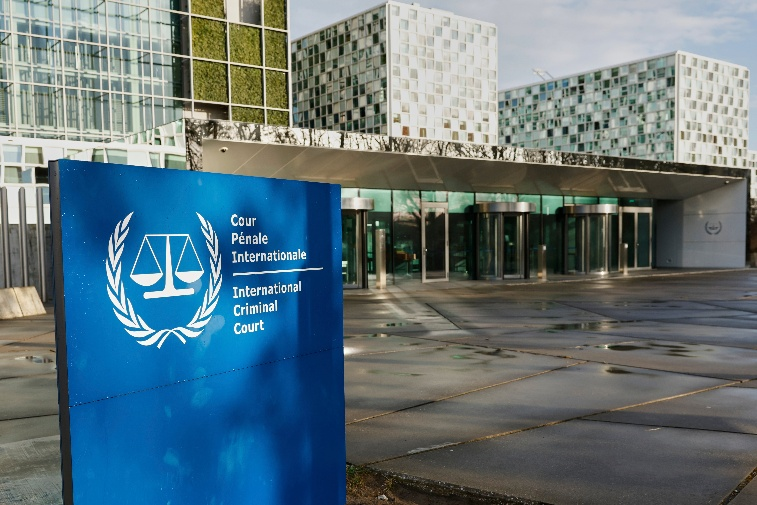 Cour
Pénale
Internationale
International
Criminal
Court